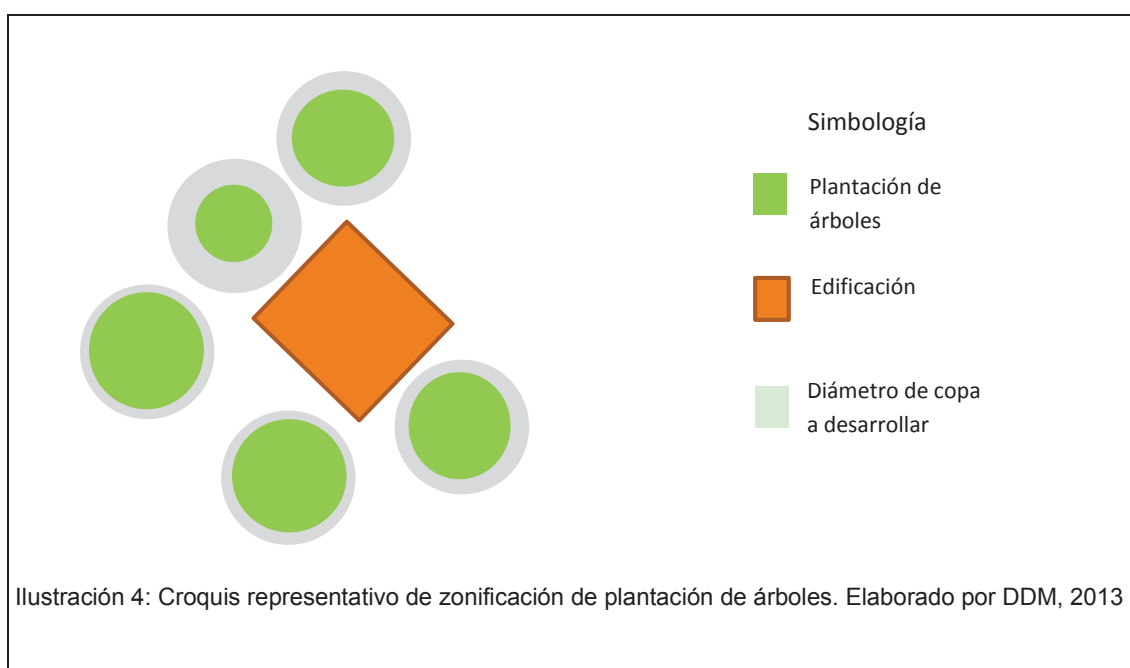 Simbología
Plantación de
árboles
Edificación
Diámetro de copa
a desarrollar
Ilustración 4: Croquis representativo de zonificación de plantación de árboles. Elaborado por DDM, 2013